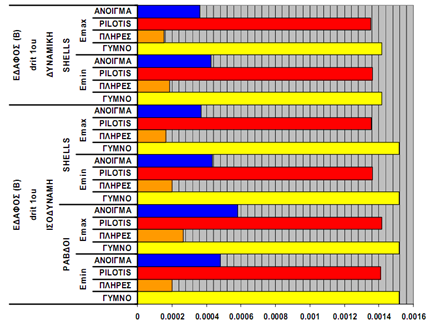 ΕΔΑΦΟΣ (Β)
drit 1ου
ΔΥΝΑΜΙΚΗ
SHELLS
Emax
ΑΝΟΙΓΜΑ
PILOTIS
ΠΛΗΡΕΣ
ΓΥΜΝΟ
Emin
ΑΝΟΙΓΜΑ
PILOTIS
ΠΛΗΡΕΣ
ΓΥΜΝΟ
ΕΔΑΦΟΣ (Β)
drit 1ου
ΙΣΟΔΥΝΑΜΗ
SHELLS
Emax
ΑΝΟΙΓΜΑ
PILOTIS
ΠΛΗΡΕΣ
ΓΥΜΝΟ
Emin
ΑΝΟΙΓΜΑ
PILOTIS
ΠΛΗΡΕΣ
ΓΥΜΝΟ
ΡΑΒΔΟΙ
Emax
ΑΝΟΙΓΜΑ
PILOTIS
ΠΛΗΡΕΣ
ΓΥΜΝΟ
Emin
ΑΝΟΙΓΜΑ
PILOTIS
ΠΛΗΡΕΣ
ΓΥΜΝΟ
0 0.0002 0.0004 0.0006 0.0008 0.001 0.0012 0.0014 0.0016